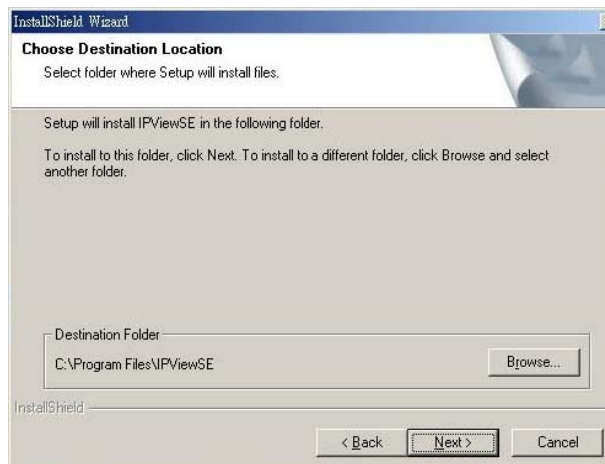 InstallShield Wizard
Choose Destination Location
Select folder where Setup will install files.
Setup will install IPViewSE in the following folder.
To install to this folder, click Next. To install to a different folder, click Browse and select
another folder.
Destination Folder
C:\Program Files\IPViewSE
Browse...
InstallShield
< Back
Next >
Cancel